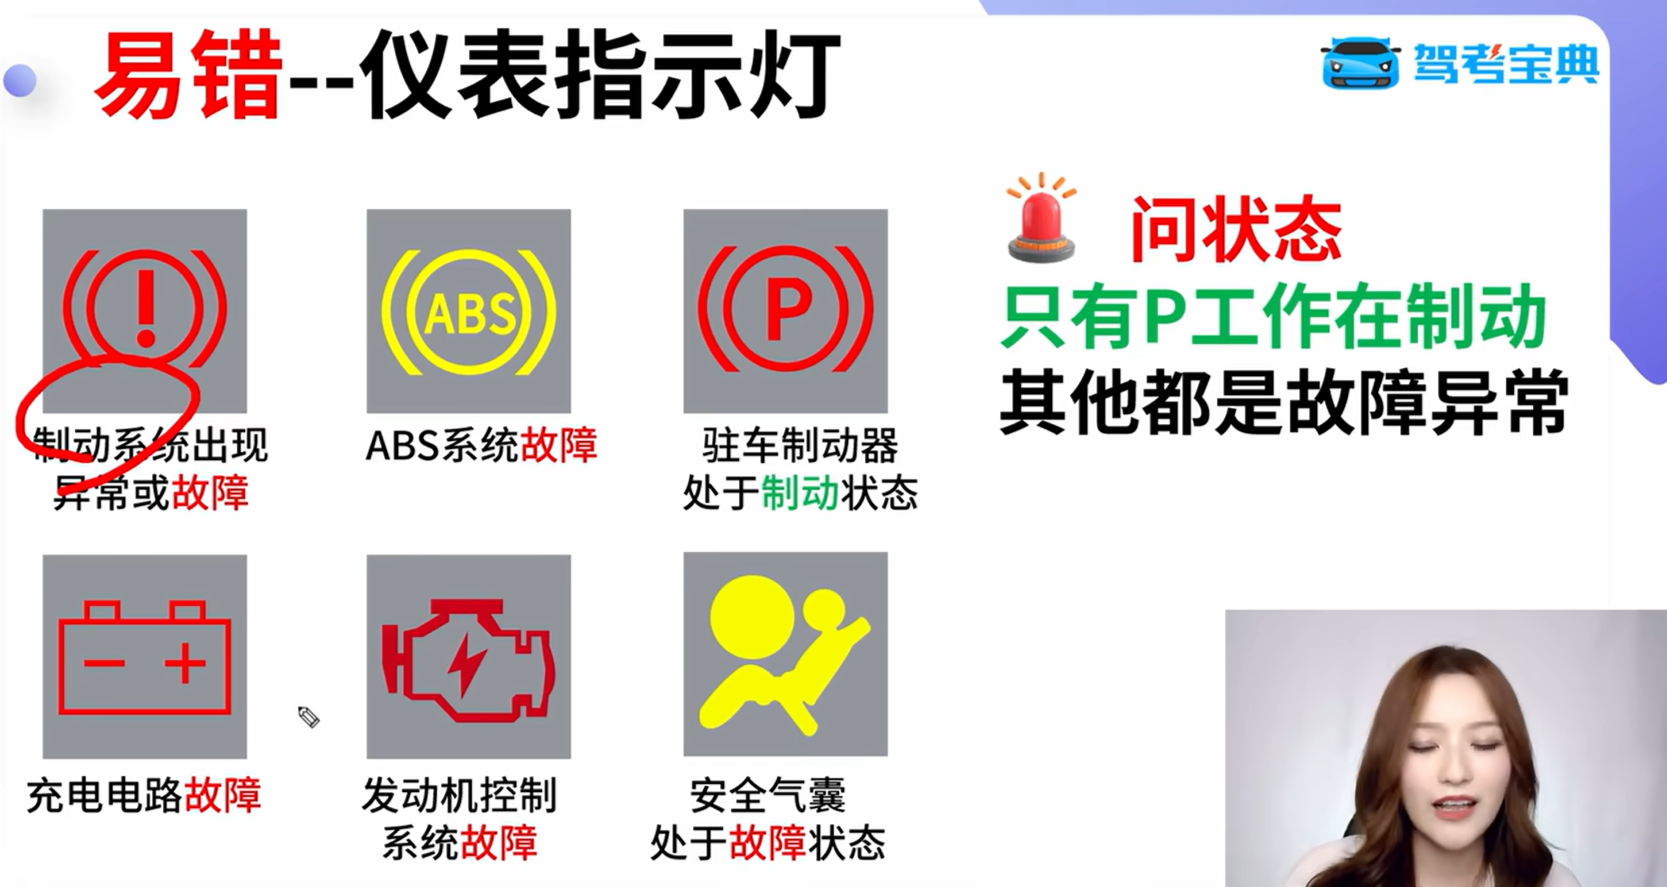 易错--仪表指示灯
驾考宝典
!
ABS
P
问状态
只有P工作在制动
其他都是故障异常
制动系统出现
异常或故障
ABS系统故障
驻车制动器
处于制动状态
- +
充电电路故障
发动机控制
系统故障
安全气囊
处于故障状态